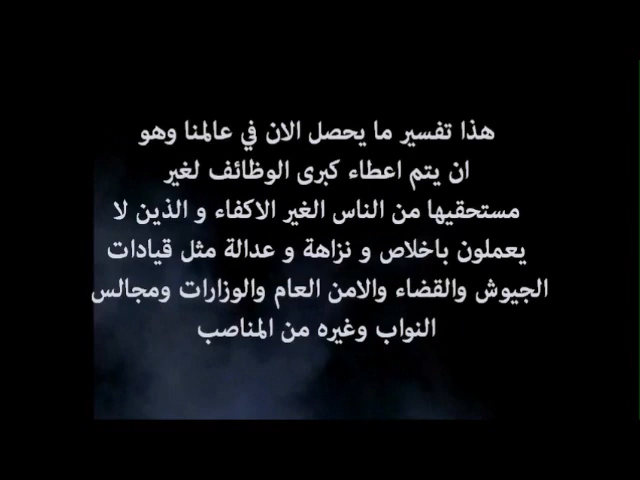 هذا تفسير ما يحصل الان في عالمنا وهو
ان يتم اعطاء كبرى الوظائف لغير
مستحقيها من الناس الغير الاكفاء و الذين لا
يعملون باخلاص و نزاهة و عدالة مثل قيادات
الجيوش والقضاء والامن العام والوزارات ومجالس
النواب وغيره من المناصب